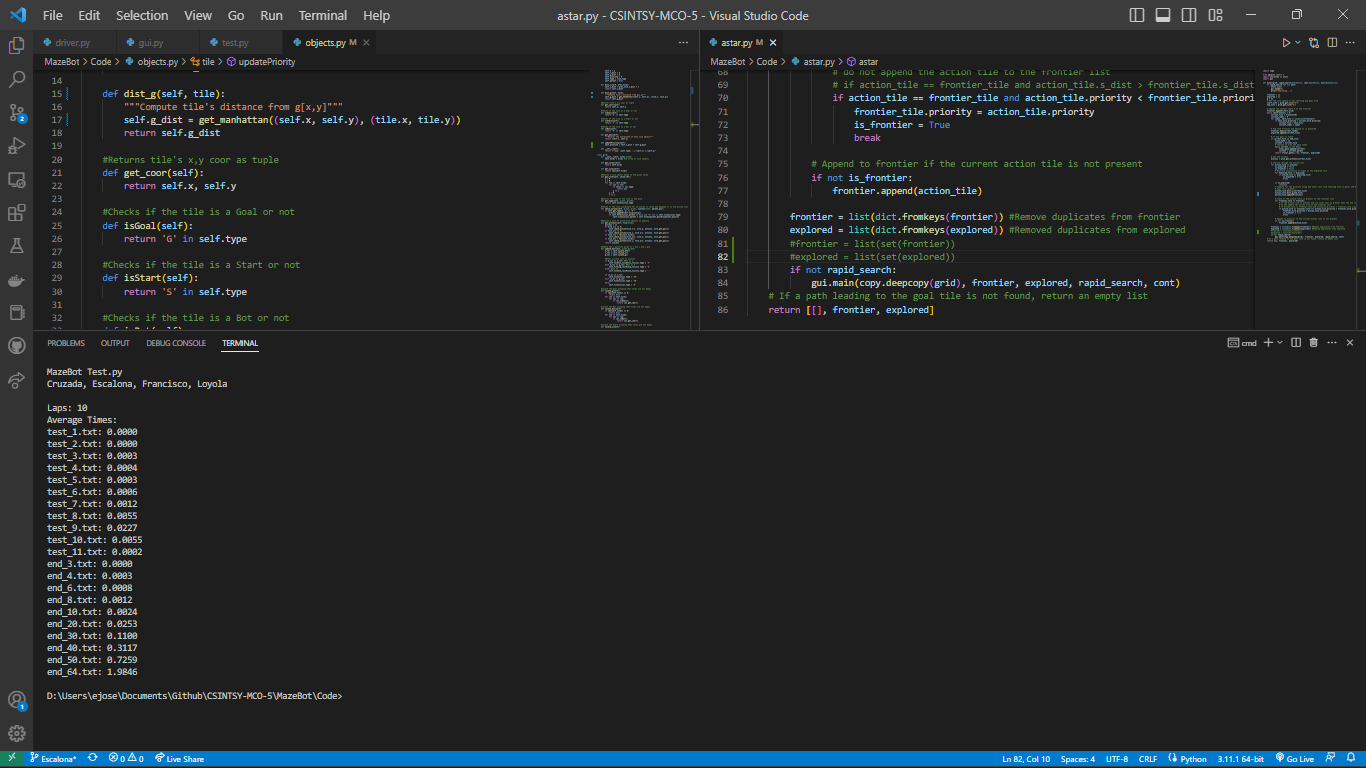 File Edit Selection View Go Run Terminal Help
astar.py - CSINTSY-MCO-5 - Visual Studio Code
driver.py gui.py test.py objects.py M
MazeBot > Code > objects.py > tile > updatePriority
14
15 def dist_g(self, tile):
16 """Compute tile's distance from g[x,y]"""
17 self.g_dist = get_manhattan((self.x, self.y), (tile.x, tile.y))
18 return self.g_dist
19
20 #Returns tile's x,y coor as tuple
21 def get_coor(self):
22 return self.x, self.y
23
24 #Checks if the tile is a Goal or not
25 def isGoal(self):
26 return 'G' in self.type
27
28 #Checks if the tile is a Start or not
29 def isStart(self):
30 return 'S' in self.type
31
32 #Checks if the tile is a Bot or not
astar.py M
MazeBot > Code > astar.py > astar
68 # do not append the action tile to the frontier list
69 # if action_tile == frontier_tile and action_tile.s_dist > frontier_tile.s_dist
70 if action_tile == frontier_tile and action_tile.priority < frontier_tile.priori
71 frontier_tile.priority = action_tile.priority
72 is_frontier = True
73 break
74
75 # Append to frontier if the current action tile is not present
76 if not is_frontier:
77 frontier.append(action_tile)
78
79 frontier = list(dict.fromkeys(frontier)) #Remove duplicates from frontier
80 explored = list(dict.fromkeys(explored)) #Removed duplicates from explored
81 #frontier = list(set(frontier))
82 #explored = list(set(explored))
83 if not rapid_search:
84 gui.main(copy.deepcopy(grid), frontier, explored, rapid_search, cont)
85 # If a path leading to the goal tile is not found, return an empty list
86 return [[], frontier, explored]
PROBLEMS OUTPUT DEBUG CONSOLE TERMINAL
cmd
MazeBot Test.py
Cruzada, Escalona, Francisco, Loyola
Laps: 10
Average Times:
test_1.txt: 0.0000
test_2.txt: 0.0000
test_3.txt: 0.0003
test_4.txt: 0.0004
test_5.txt: 0.0003
test_6.txt: 0.0006
test_7.txt: 0.0012
test_8.txt: 0.0055
test_9.txt: 0.0227
test_10.txt: 0.0055
test_11.txt: 0.0002
end_3.txt: 0.0000
end_4.txt: 0.0003
end_6.txt: 0.0008
end_8.txt: 0.0012
end_10.txt: 0.0024
end_20.txt: 0.0253
end_30.txt: 0.1100
end_40.txt: 0.3117
end_50.txt: 0.7259
end_64.txt: 1.9846
D:\Users\ejose\Documents\Github\CSINTSY-MCO-5\MazeBot\Code>
2
1
Escalona* 0 0 Live Share
Ln 82, Col 10 Spaces: 4 UTF-8 CRLF Python 3.11.1 64-bit Go Live